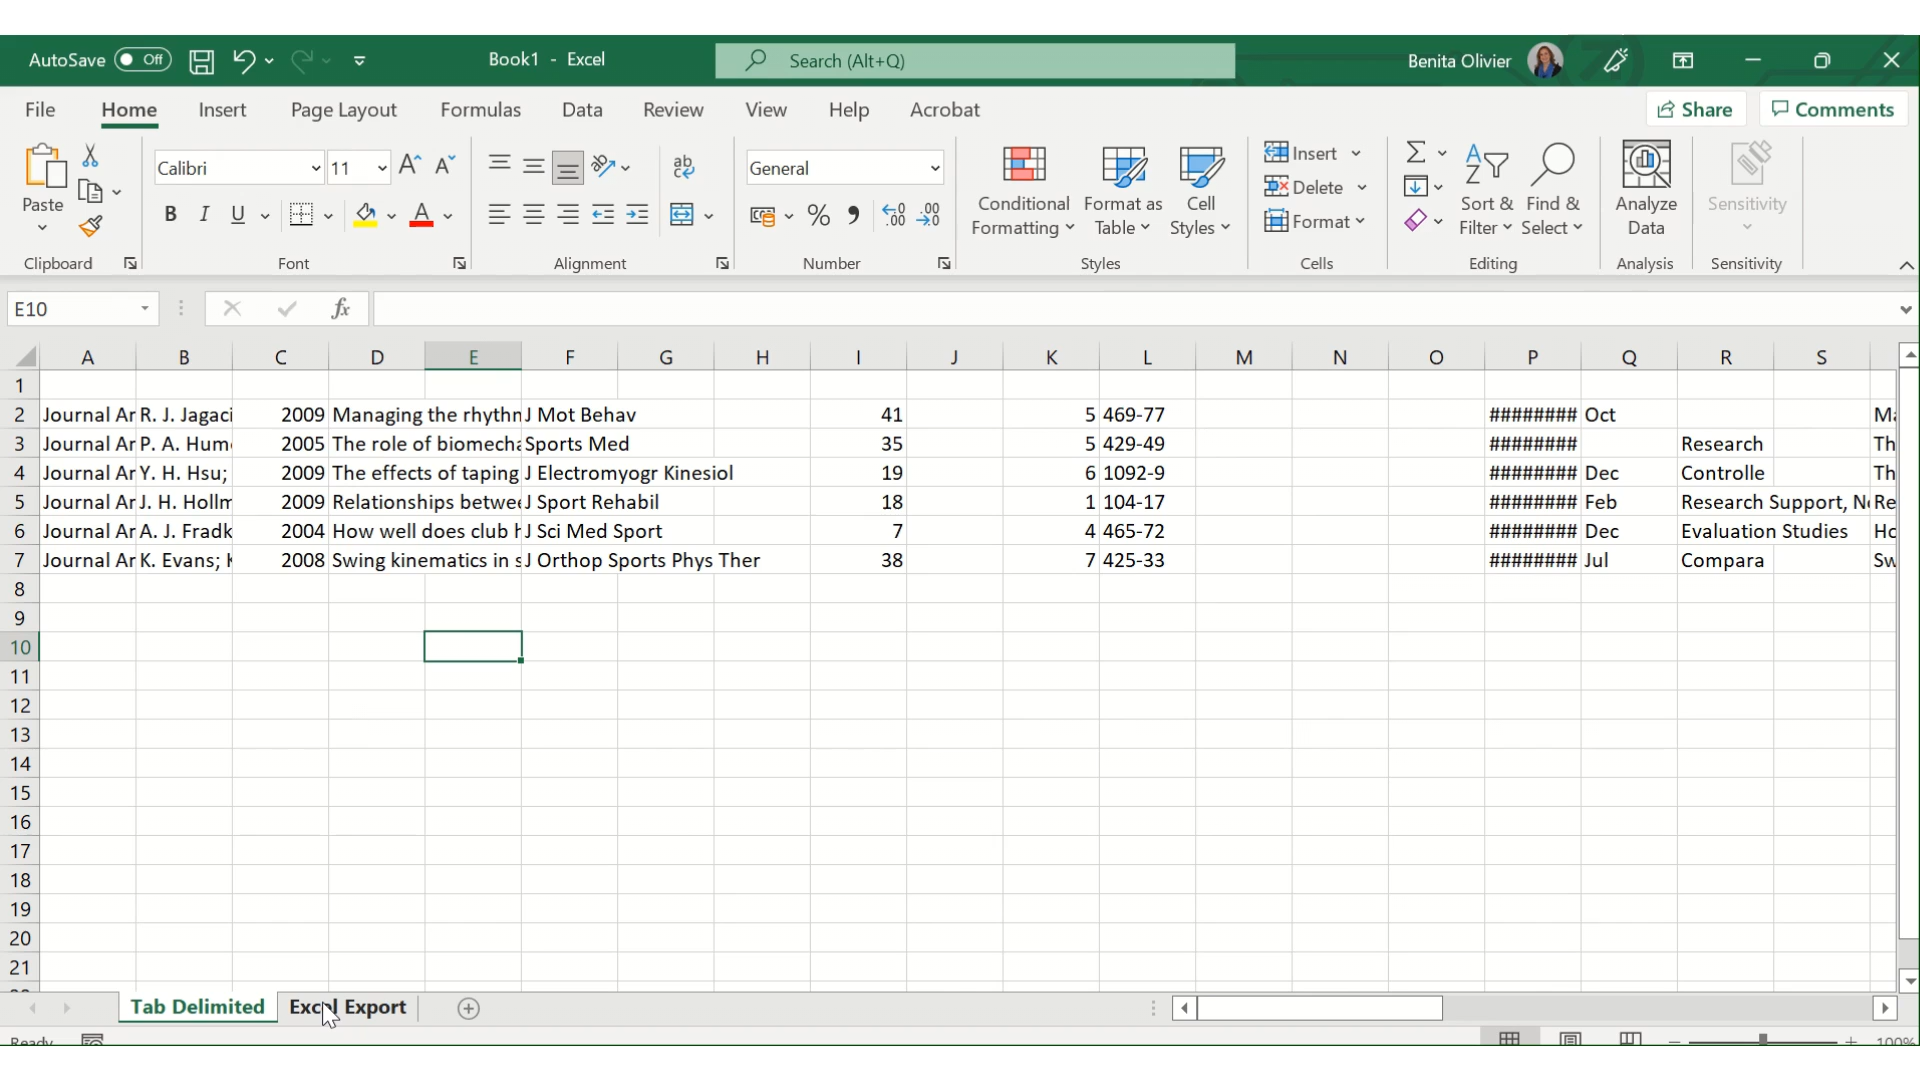 AutoSave Off Book1 - Excel Search (Alt+Q) Benita Olivier
File Home Insert Page Layout Formulas Data Review View Help Acrobat Share Comments
Paste Calibri 11 General Conditional Formatting Format as Table Cell Styles Insert Delete Format Sort & Filter Find & Select Analyze Data Sensitivity
B I U A % 9
Clipboard Font Alignment Number Styles Cells Editing Analysis Sensitivity
E10 fx
A B C D E F G H I J K L M N O P Q R S
1
2 Journal Ar R. J. Jagaci 2009 Managing the rhythn J Mot Behav 41 5 469-77 ######## Oct Ma
3 Journal Ar P. A. Hum 2005 The role of biomecha Sports Med 35 5 429-49 ######## Research Th
4 Journal Ar Y. H. Hsu; 2009 The effects of taping J Electromyogr Kinesiol 19 6 1092-9 ######## Dec Controlle Th
5 Journal Ar J. H. Hollm 2009 Relationships betwee J Sport Rehabil 18 1 104-17 ######## Feb Research Support, N Re
6 Journal Ar A. J. Fradk 2004 How well does club h J Sci Med Sport 7 4 465-72 ######## Dec Evaluation Studies Ho
7 Journal Ar K. Evans; K 2008 Swing kinematics in s J Orthop Sports Phys Ther 38 7 425-33 ######## Jul Compara Sw
8
9
10
11
12
13
14
15
16
17
18
19
20
21
Tab Delimited Excel Export
Ready 100%